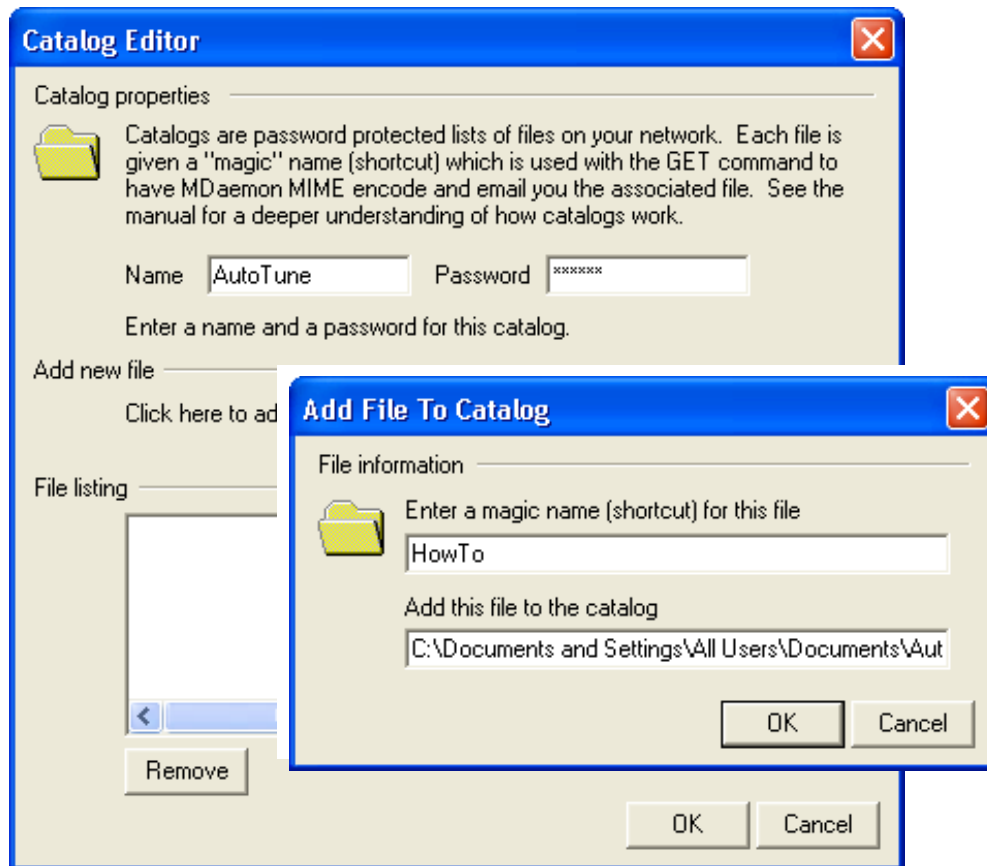 Catalog Editor
Catalog properties
Catalogs are password protected lists of files on your network. Each file is
given a "magic" name (shortcut) which is used with the GET command to
have MDaemon MIME encode and email you the associated file. See the
manual for a deeper understanding of how catalogs work.
Name AutoTune Password ******
Enter a name and a password for this catalog.
Add new file
Click here to ad
File listing
Remove
OK Cancel
Add File To Catalog
File information
Enter a magic name (shortcut) for this file
HowTo
Add this file to the catalog
C:\Documents and Settings\All Users\Documents\Aut
OK Cancel